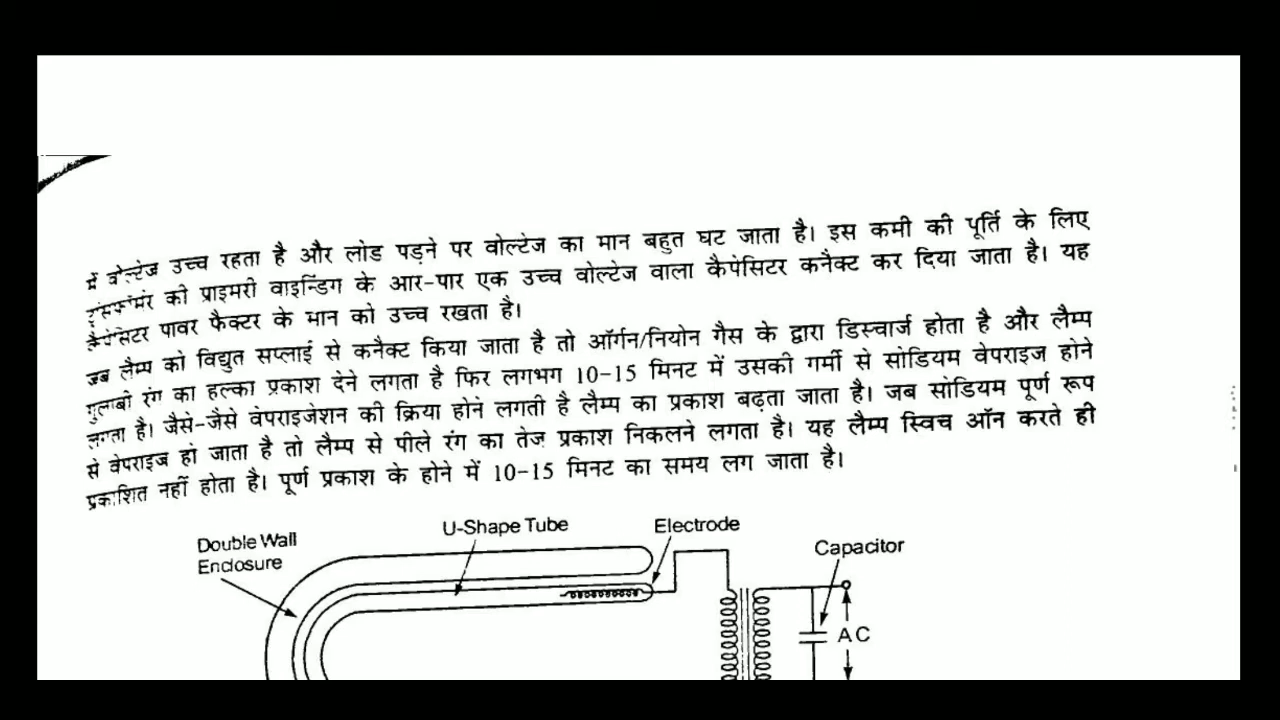 में वोल्टेज उच्च रहता है और लोड पड़ने पर वोल्टेज का मान बहुत घट जाता है। इस कमी की पूर्ति के लिए
की प्राइमरी वाइन्डिंग के आर-पार एक उच्च वोल्टेज वाला कैपेसिटर कनैक्ट कर दिया जाता है। यह
कैपेसिटर पावर फैक्टर के मान को उच्च रखता है।
जब लैम्प को विद्युत सप्लाई से कनैक्ट किया जाता है तो ऑर्गन/नियोन गैस के द्वारा डिस्चार्ज होता है और लैम्प
गुलाबी रंग का हल्का प्रकाश देने लगता है फिर लगभग 10-15 मिनट में उसकी गर्मी से सोडियम वेपराइज होने
लगता है। जैसे-जैसे वेपराइजेशन की क्रिया होने लगती है लैम्प का प्रकाश बढ़ता जाता है। जब सोडियम पूर्ण रूप
से वेपराइज हो जाता है तो लैम्प से पीले रंग का तेज प्रकाश निकलने लगता है। यह लैम्प स्विच ऑन करते ही
प्रकाशित नहीं होता है। पूर्ण प्रकाश के होने में 10-15 मिनट का समय लग जाता है।
Double Wall
Enclosure
U-Shape Tube
Electrode
Capacitor
AC